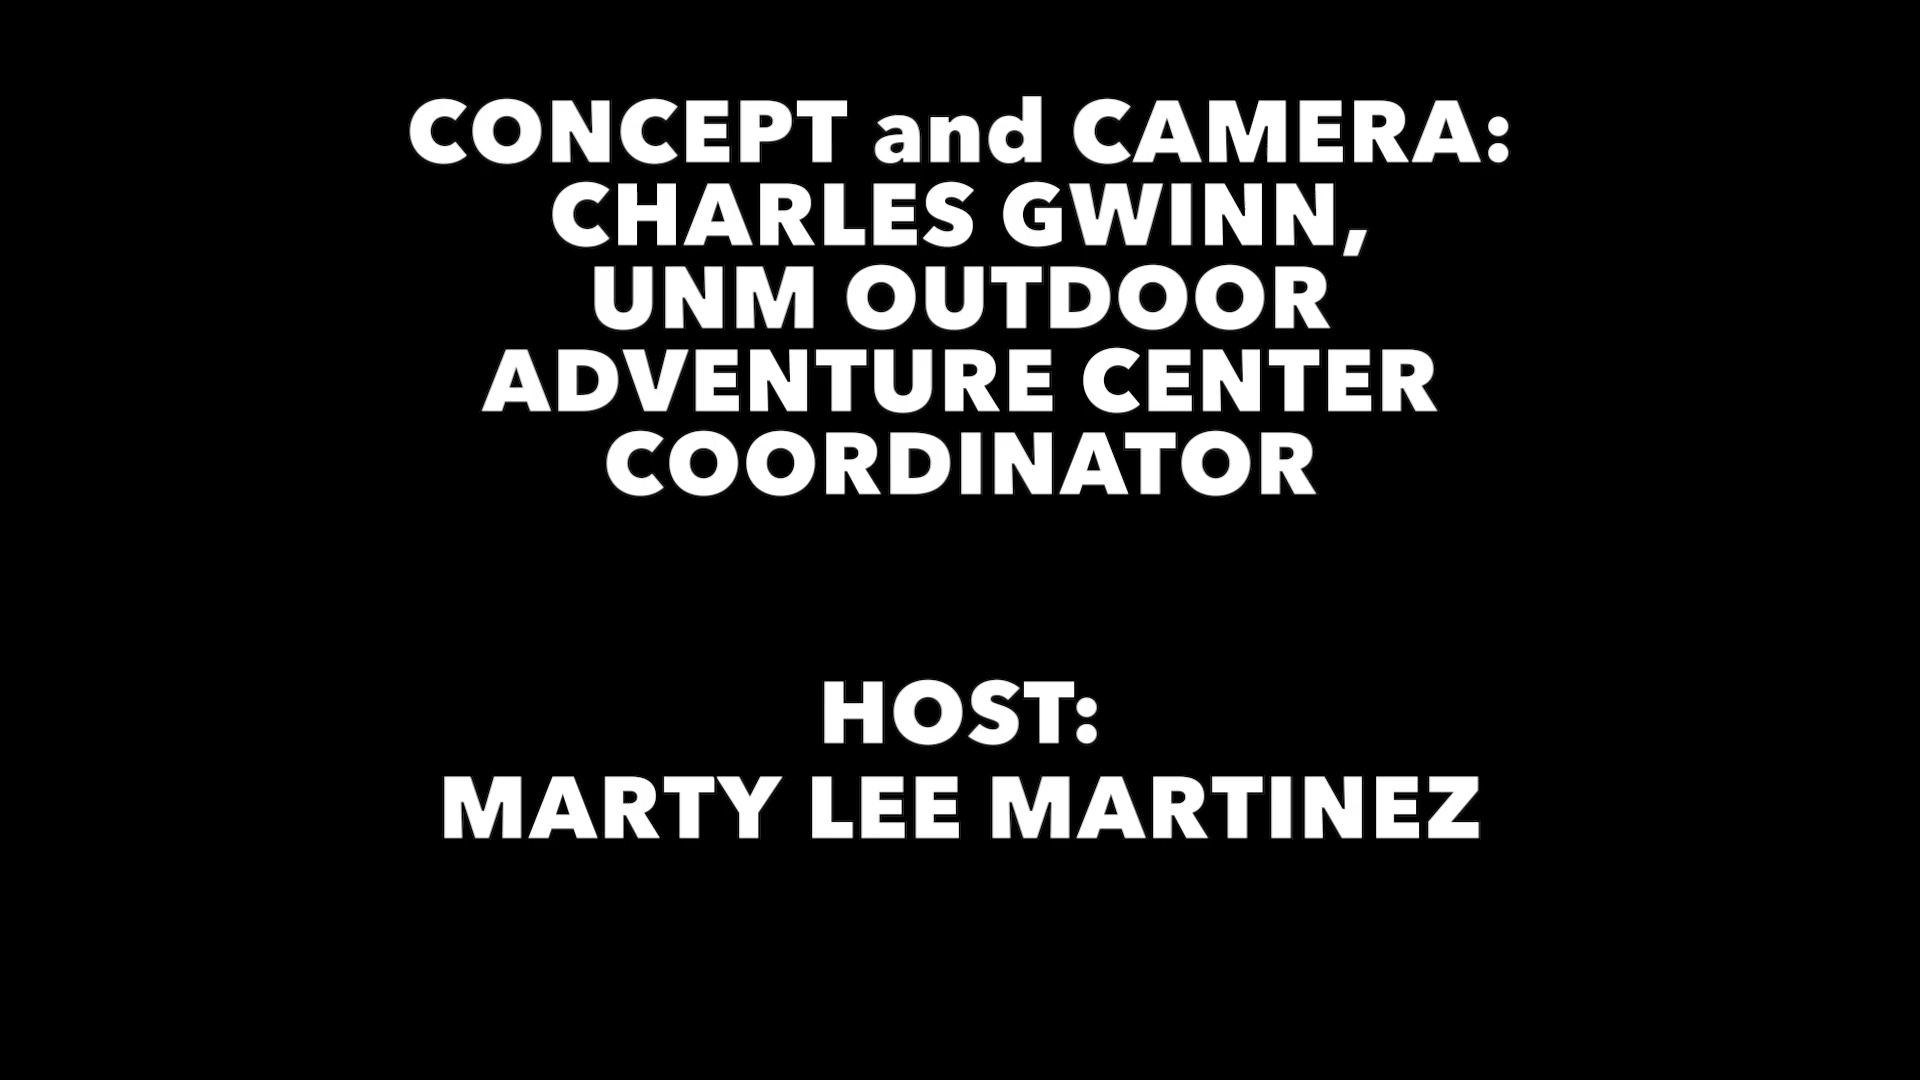 CONCEPT and CAMERA:
CHARLES GWINN,
UNM OUTDOOR
ADVENTURE CENTER
COORDINATOR
HOST:
MARTY LEE MARTINEZ